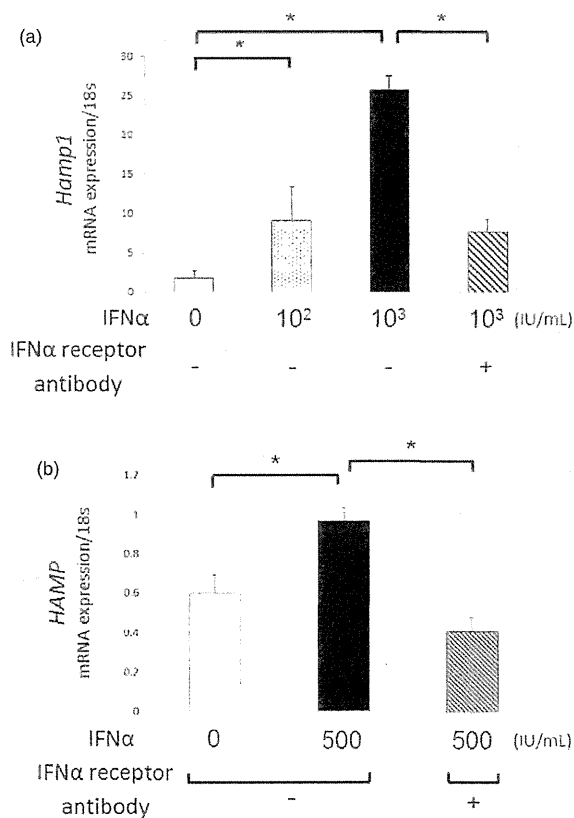 (a)
*
*
*
30
25
20
15
10
5
0
Hamp1
mRNA expression/18s
IFNα 0 10² 10³ 10³ (IU/mL)
IFNα receptor
antibody - - - +
(b)
*
*
1.2
1
0.8
0.6
0.4
0.2
0
HAMP
mRNA expression/18s
IFNα 0 500 500 (IU/mL)
IFNα receptor
antibody - +